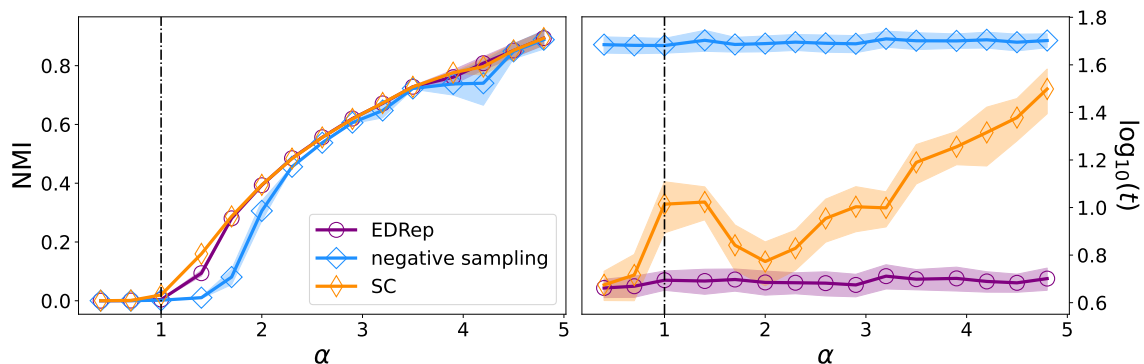 NMI
0.8
0.6
0.4
0.2
0.0
1 2 3 4 5
α
EDRep
negative sampling
SC
1.8
1.6
1.4
1.2
1.0
0.8
0.6
log₁₀(t)
1 2 3 4 5
α